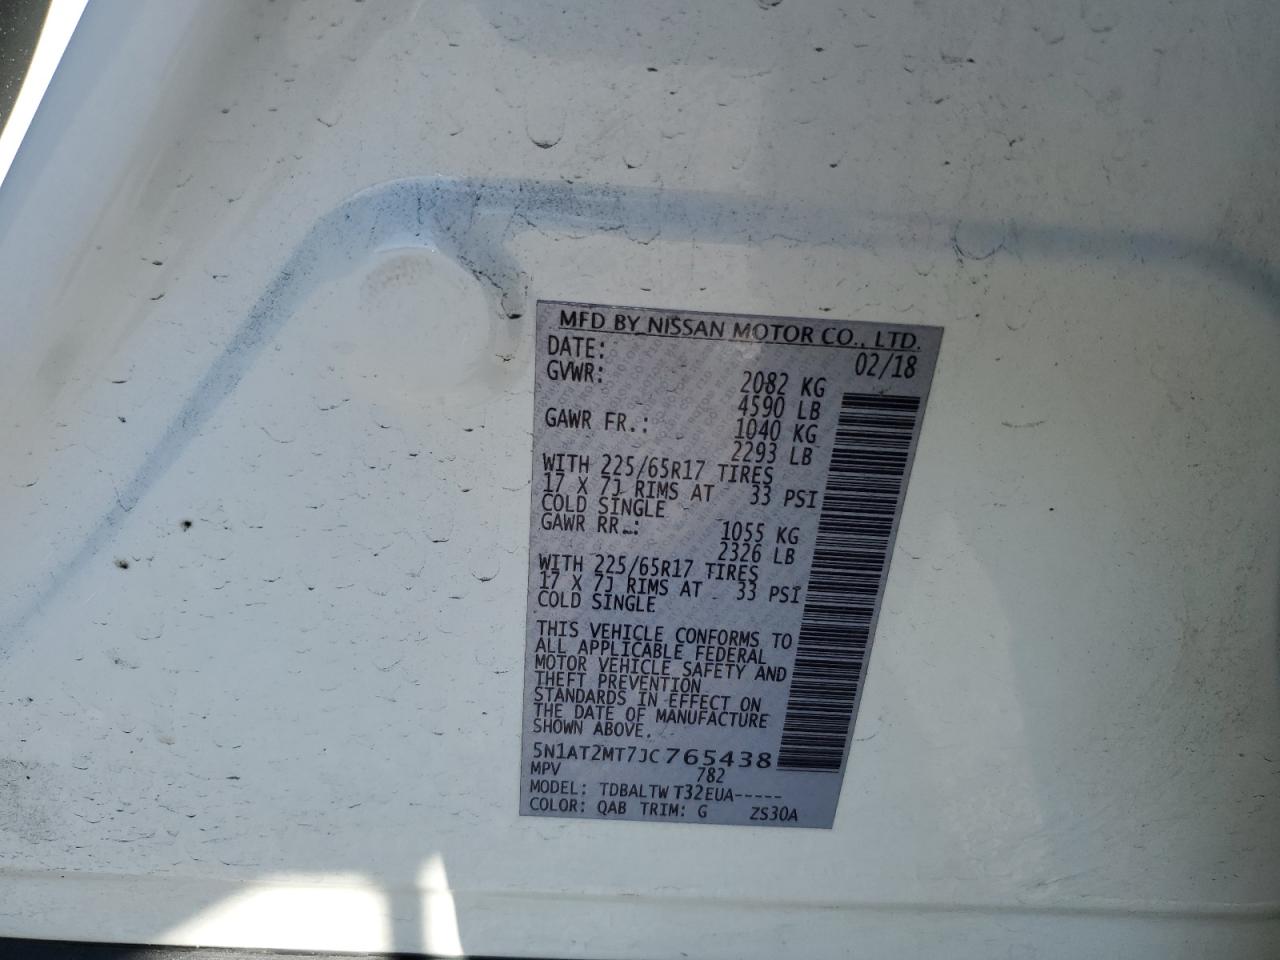 MFD BY NISSAN MOTOR CO., LTD.
DATE: 02/18
GVWR: 2082 KG
4590 LB
GAWR FR.: 1040 KG
2293 LB
WITH 225/65R17 TIRES
17 X 7J RIMS AT 33 PSI
COLD SINGLE
GAWR RR.: 1055 KG
2326 LB
WITH 225/65R17 TIRES
17 X 7J RIMS AT 33 PSI
COLD SINGLE
THIS VEHICLE CONFORMS TO
ALL APPLICABLE FEDERAL
MOTOR VEHICLE SAFETY AND
THEFT PREVENTION
STANDARDS IN EFFECT ON
THE DATE OF MANUFACTURE
SHOWN ABOVE.
5N1AT2MT7JC765438
MPV 782
MODEL: TDBALTW T32EUA-----
COLOR: QAB TRIM: G ZS30A